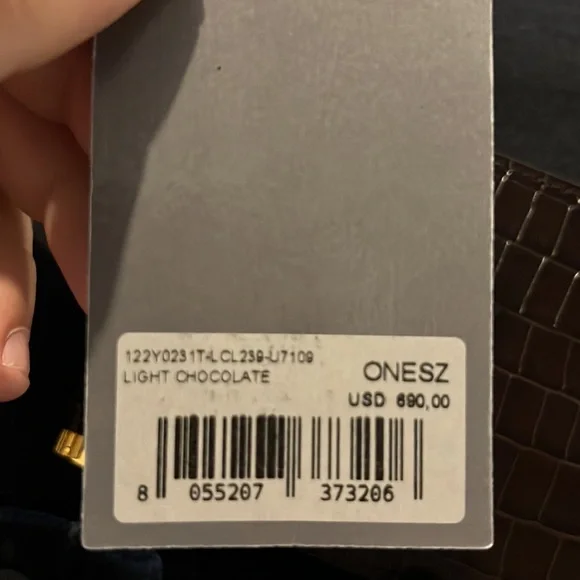 122Y0231T-LCL239-U7109
LIGHT CHOCOLATE
ONESZ
USD 690,00
8 055207 373206